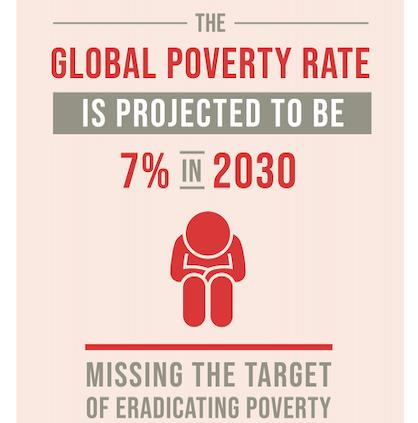 THE
GLOBAL POVERTY RATE
IS PROJECTED TO BE
7% IN 2030
MISSING THE TARGET
OF ERADICATING POVERTY